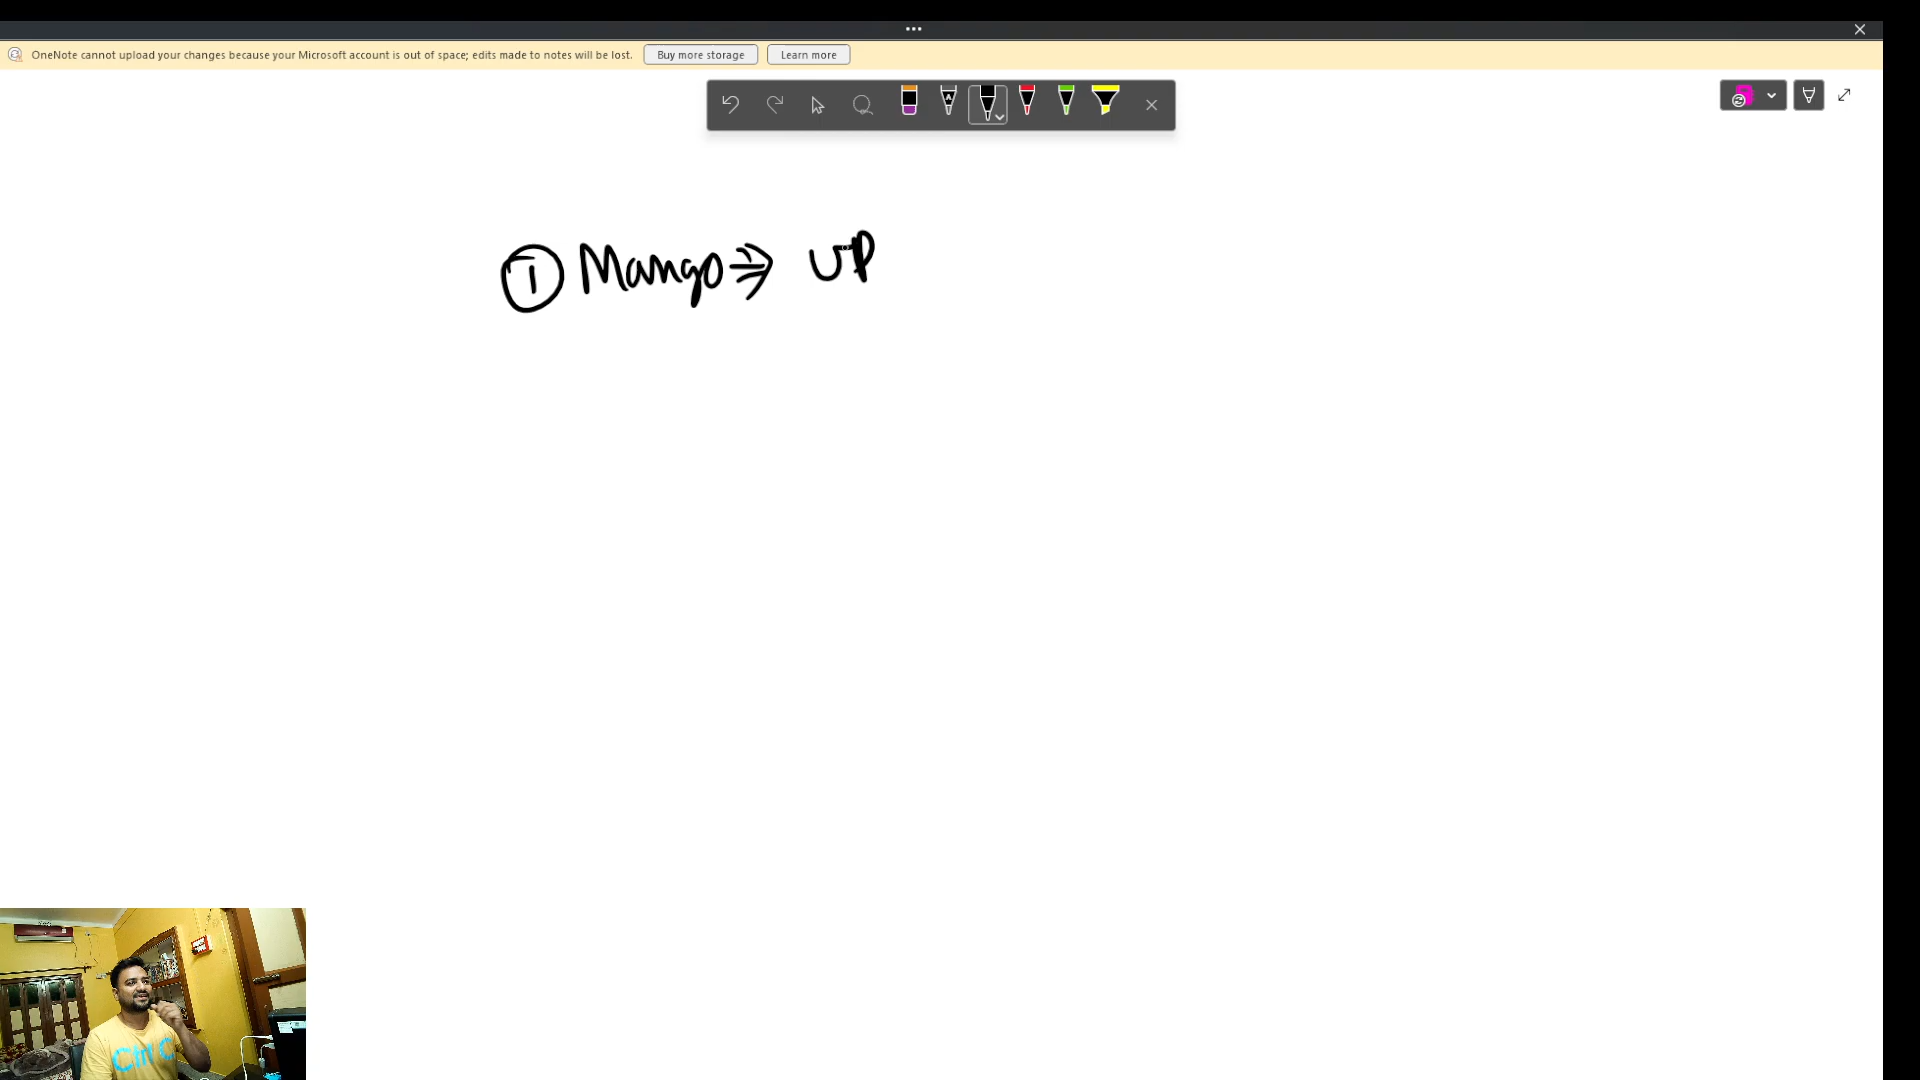 OneNote cannot upload your changes because your Microsoft account is out of space; edits made to notes will be lost. Buy more storage Learn more
① Mango ⇒ UP
Ctrl C